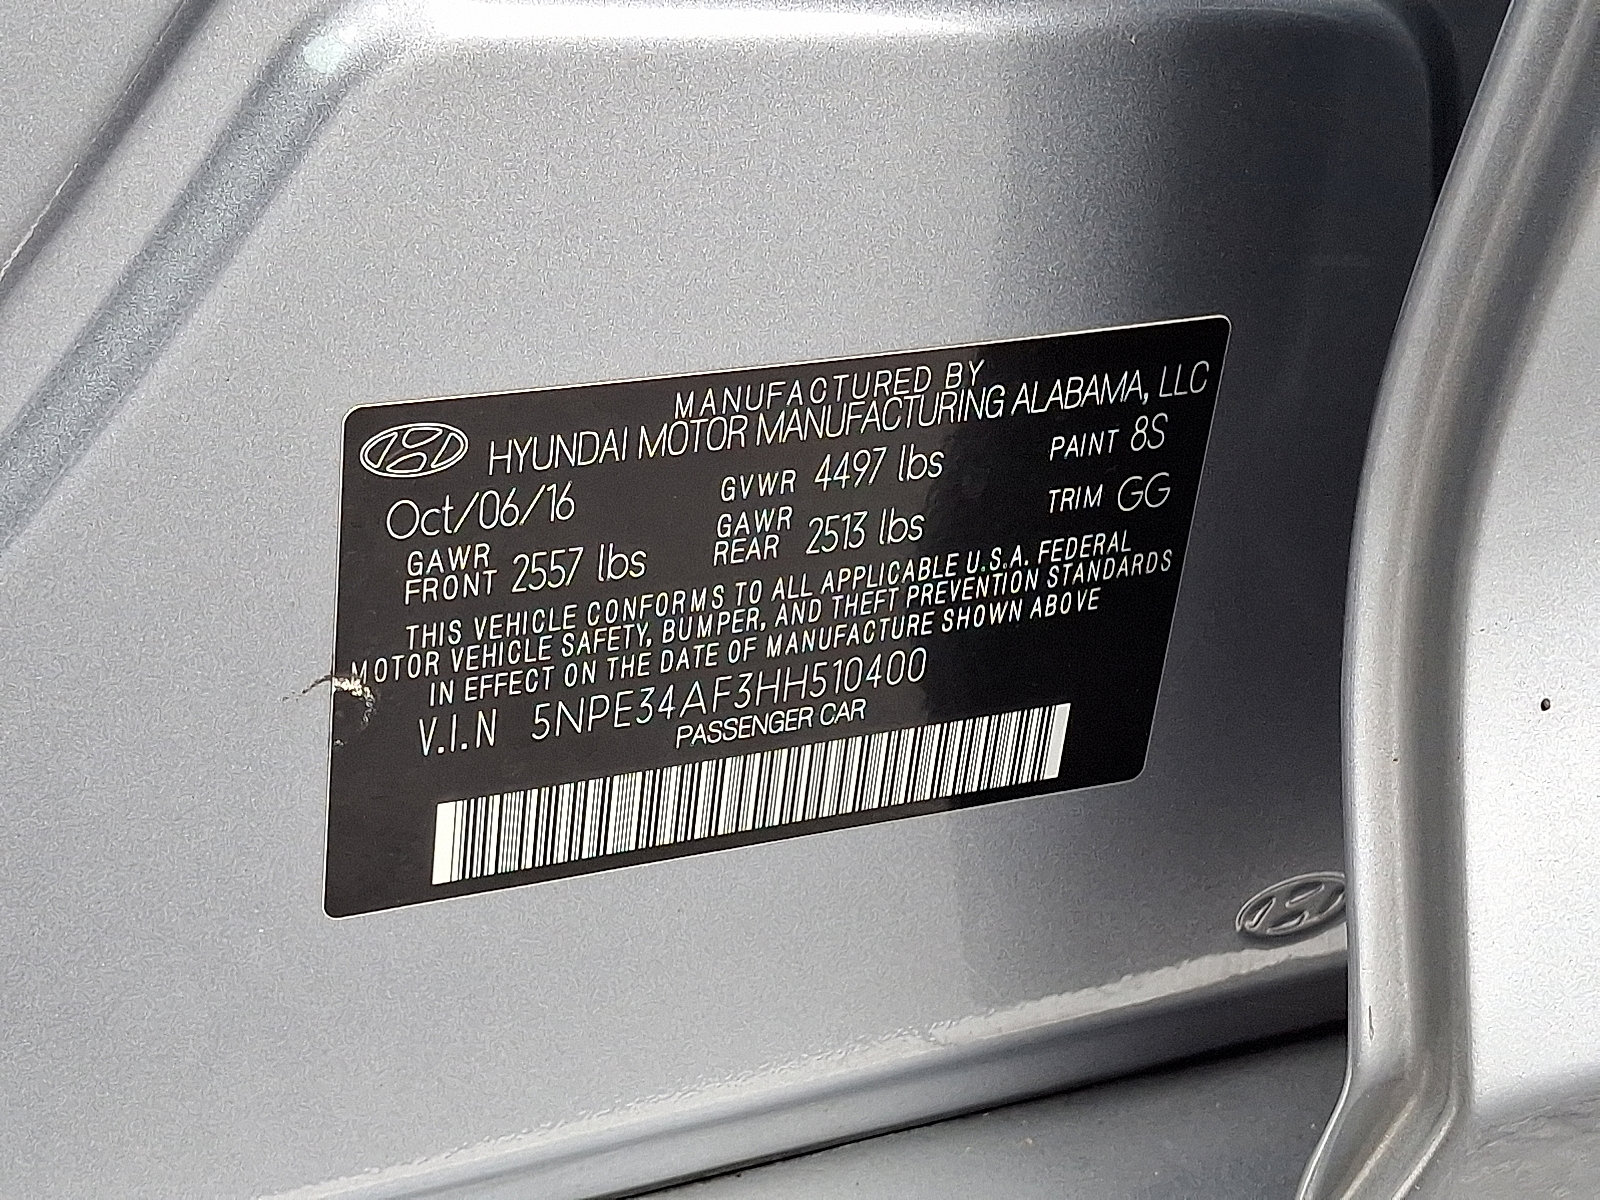 MANUFACTURED BY
HYUNDAI MOTOR MANUFACTURING ALABAMA, LLC
Oct/06/16 GVWR 4497 lbs PAINT 8S
GAWR FRONT 2557 lbs GAWR REAR 2513 lbs TRIM GG
THIS VEHICLE CONFORMS TO ALL APPLICABLE U.S.A. FEDERAL
MOTOR VEHICLE SAFETY, BUMPER, AND THEFT PREVENTION STANDARDS
IN EFFECT ON THE DATE OF MANUFACTURE SHOWN ABOVE
V.I.N 5NPE34AF3HH510400
PASSENGER CAR